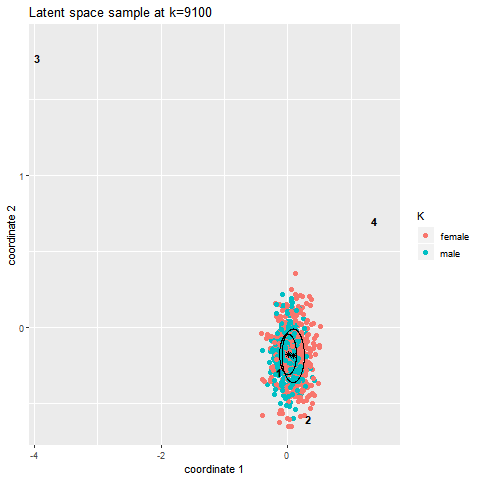 Latent space sample at k=9100
3
1
4
K
female
male
coordinate 2
0
1
2
-4
-2
0
coordinate 1